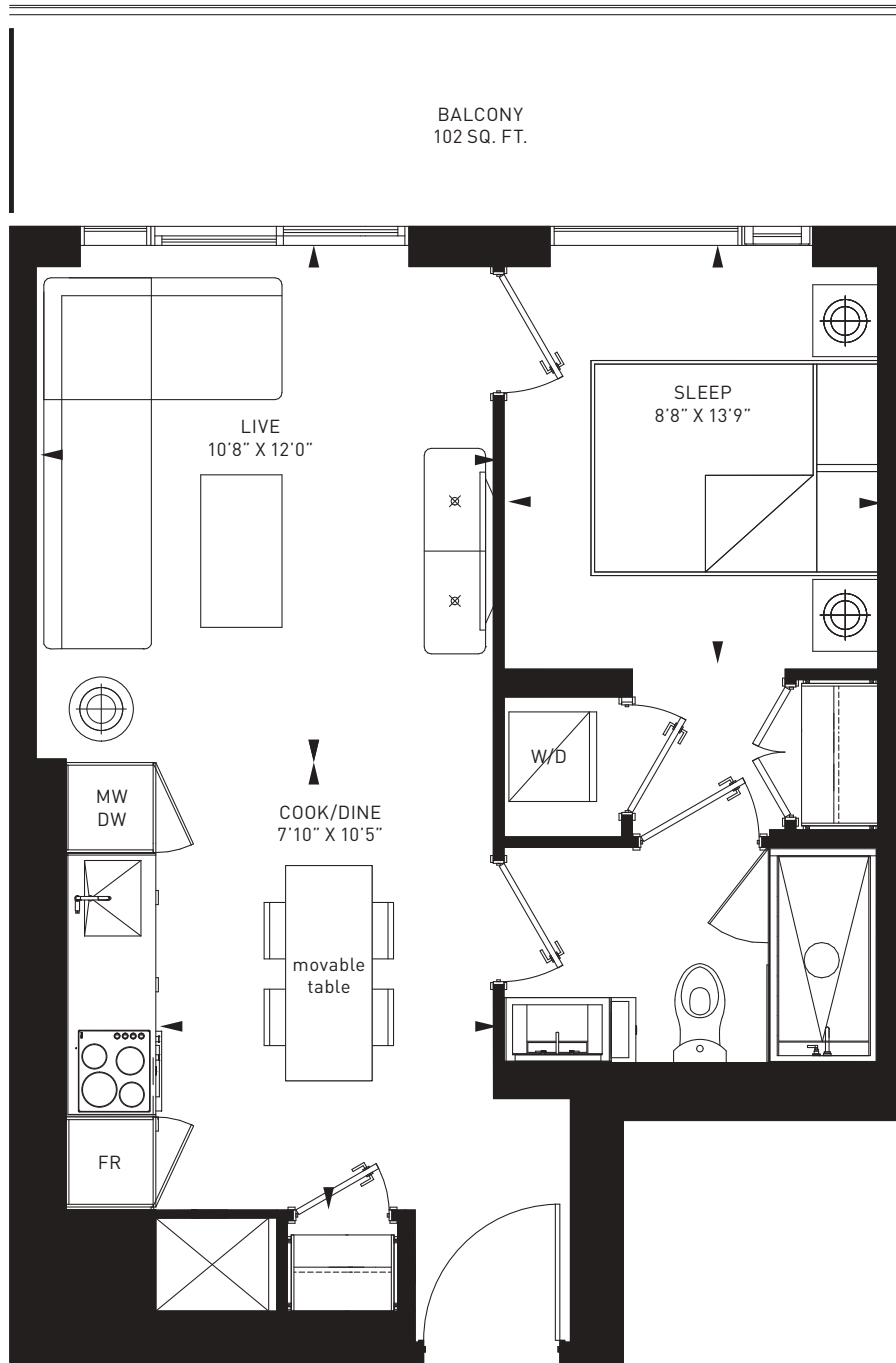 BALCONY
102 SQ. FT.
SLEEP
8’8” X 13’9”
LIVE
10’8” X 12’0”
W/D
MW
DW
COOK/DINE
7’10” X 10’5”
movable
table
FR